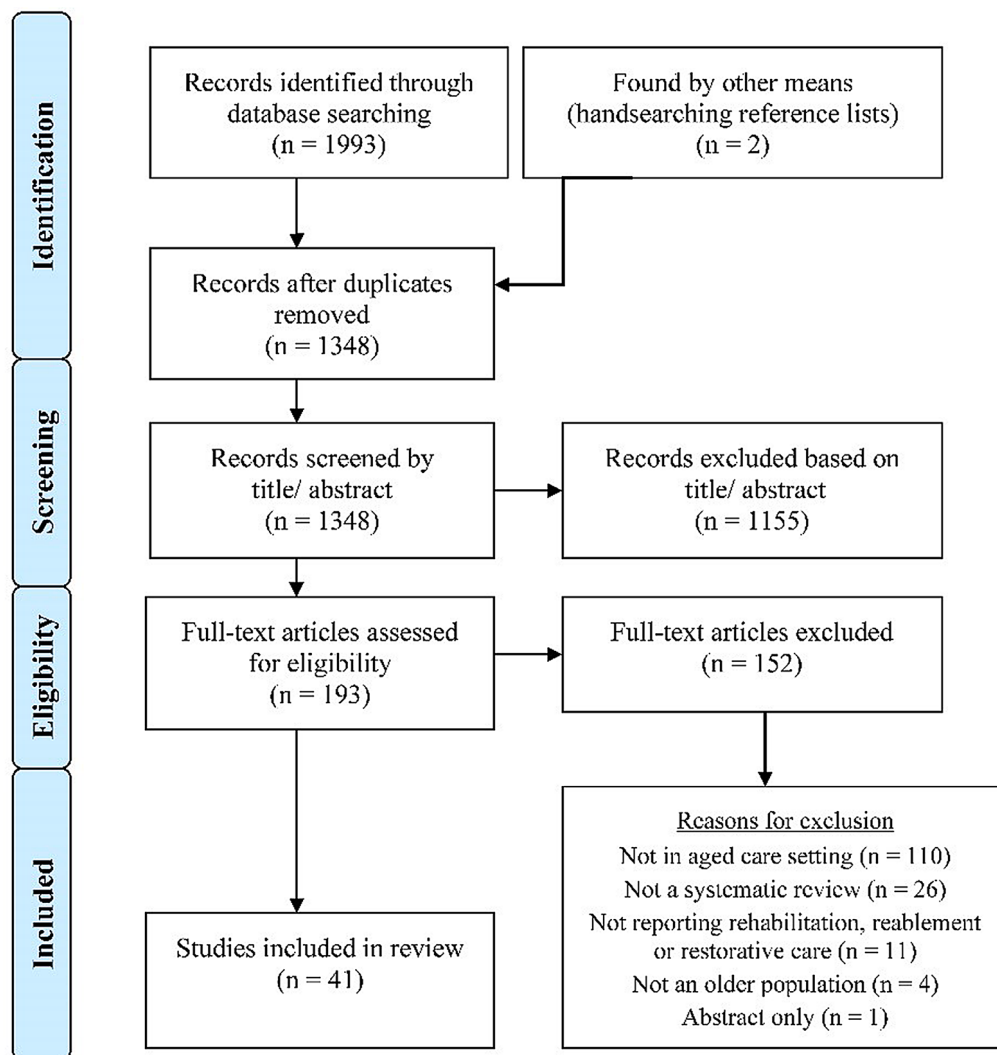 Identification
Records identified through
database searching
(n = 1993)
Found by other means
(handsearching reference lists)
(n = 2)
Records after duplicates
removed
(n = 1348)
Screening
Records screened by
title/ abstract
(n = 1348)
Records excluded based on
title/ abstract
(n = 1155)
Eligibility
Full-text articles assessed
for eligibility
(n = 193)
Full-text articles excluded
(n = 152)
Included
Studies included in review
(n = 41)
Reasons for exclusion
Not in aged care setting (n = 110)
Not a systematic review (n = 26)
Not reporting rehabilitation, reablement
or restorative care (n = 11)
Not an older population (n = 4)
Abstract only (n = 1)